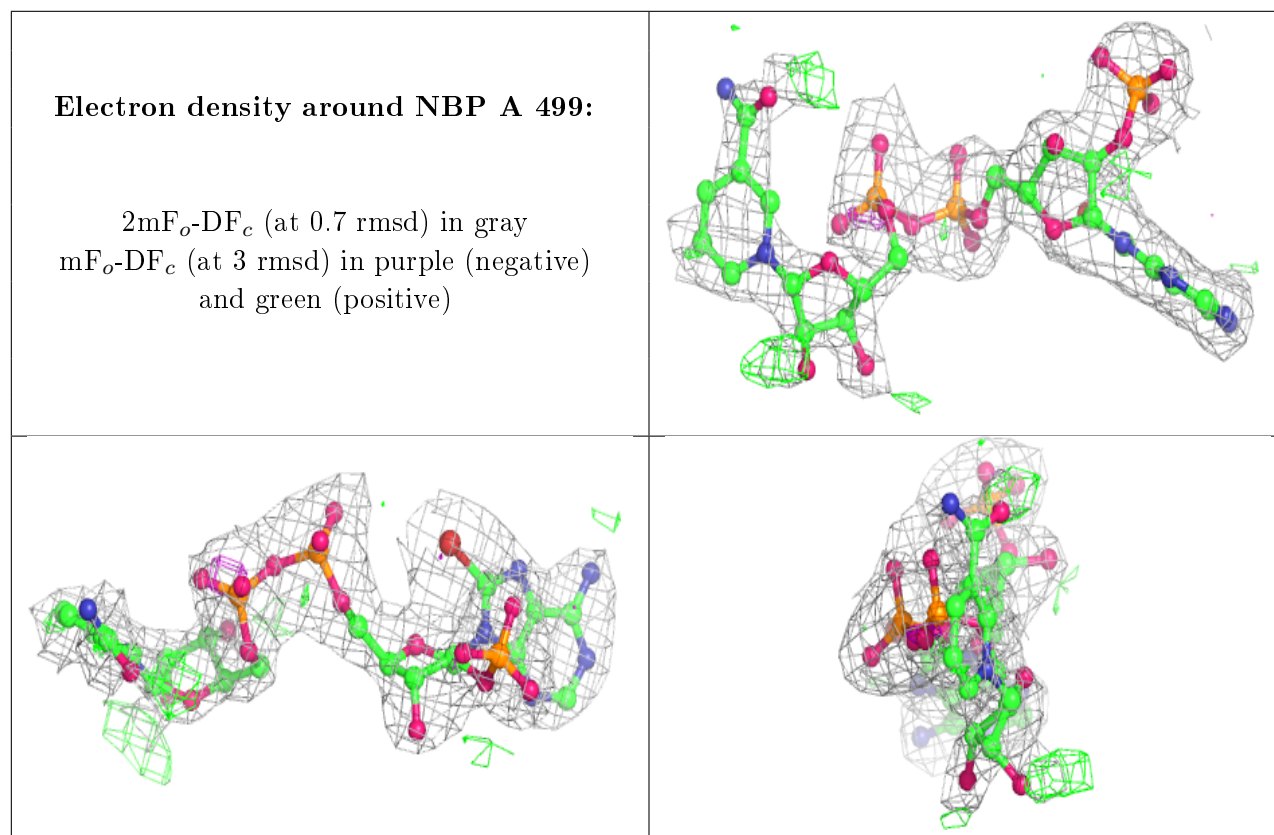 Electron density around NBP A 499:
2mFₒ-DF𝒸 (at 0.7 rmsd) in gray
mFₒ-DF𝒸 (at 3 rmsd) in purple (negative)
and green (positive)